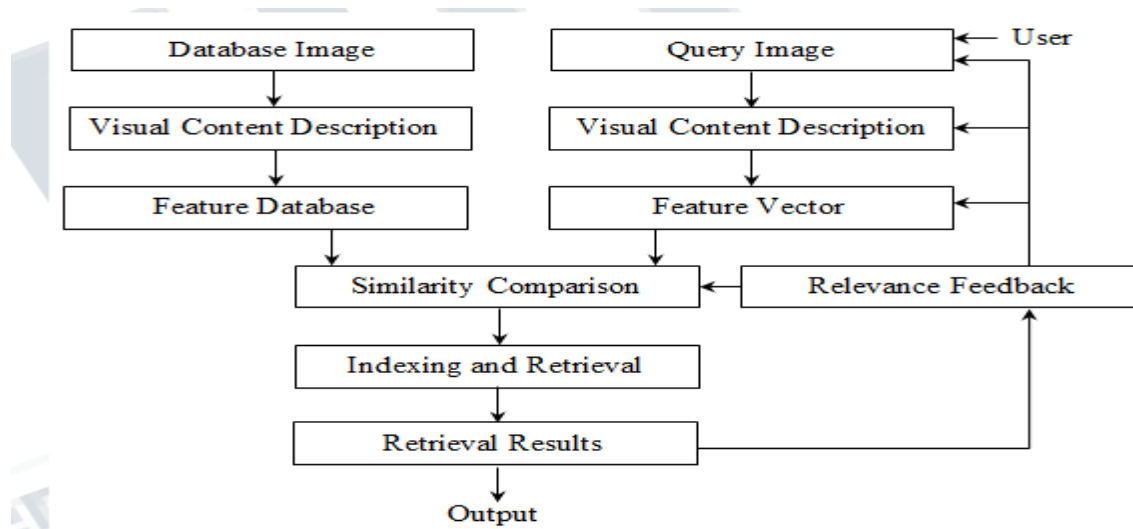 Database Image
Query Image
User
Visual Content Description
Visual Content Description
Feature Database
Feature Vector
Similarity Comparison
Relevance Feedback
Indexing and Retrieval
Retrieval Results
Output